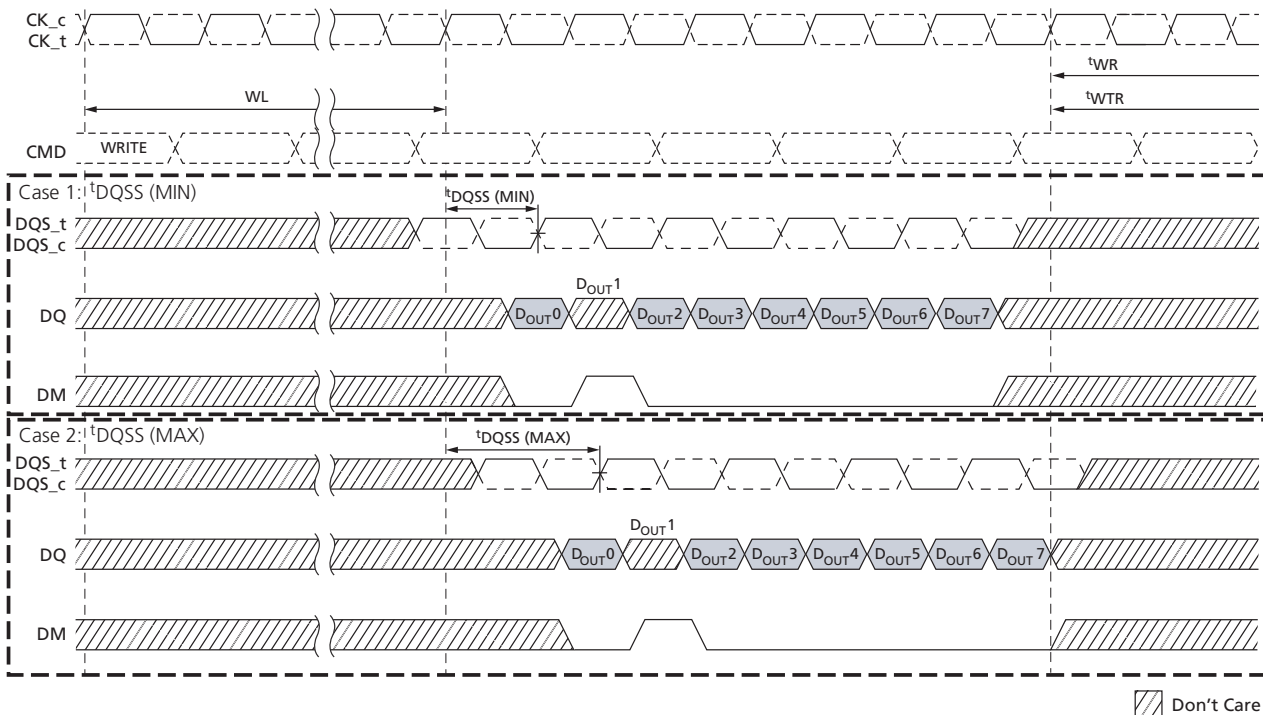 CK_c
CK_t
tWR
WL
tWTR
CMD WRITE
Case 1: tDQSS (MIN)
tDQSS (MIN)
DQS_t
DQS_c
DOUT1
DQ DOUT0 DOUT2 DOUT3 DOUT4 DOUT5 DOUT6 DOUT7
DM
Case 2: tDQSS (MAX)
tDQSS (MAX)
DQS_t
DQS_c
DOUT1
DQ DOUT0 DOUT2 DOUT3 DOUT4 DOUT5 DOUT6 DOUT 7
DM
Don't Care